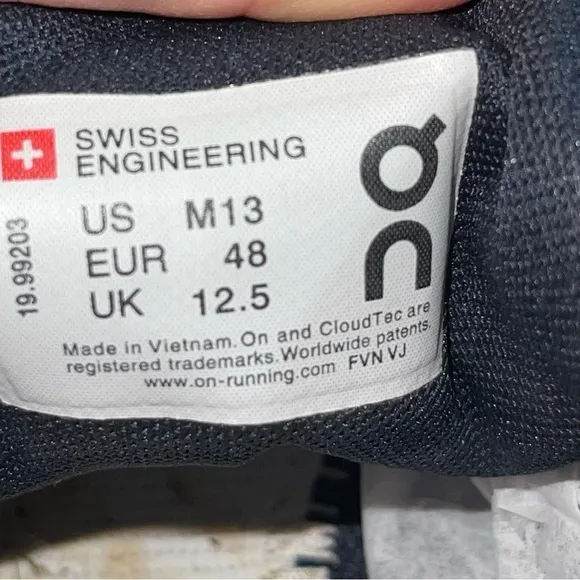 SWISS
ENGINEERING
US M13
EUR 48
UK 12.5
19.99203
Made in Vietnam. On and CloudTec are
registered trademarks. Worldwide patents.
www.on-running.com FVN VJ
On